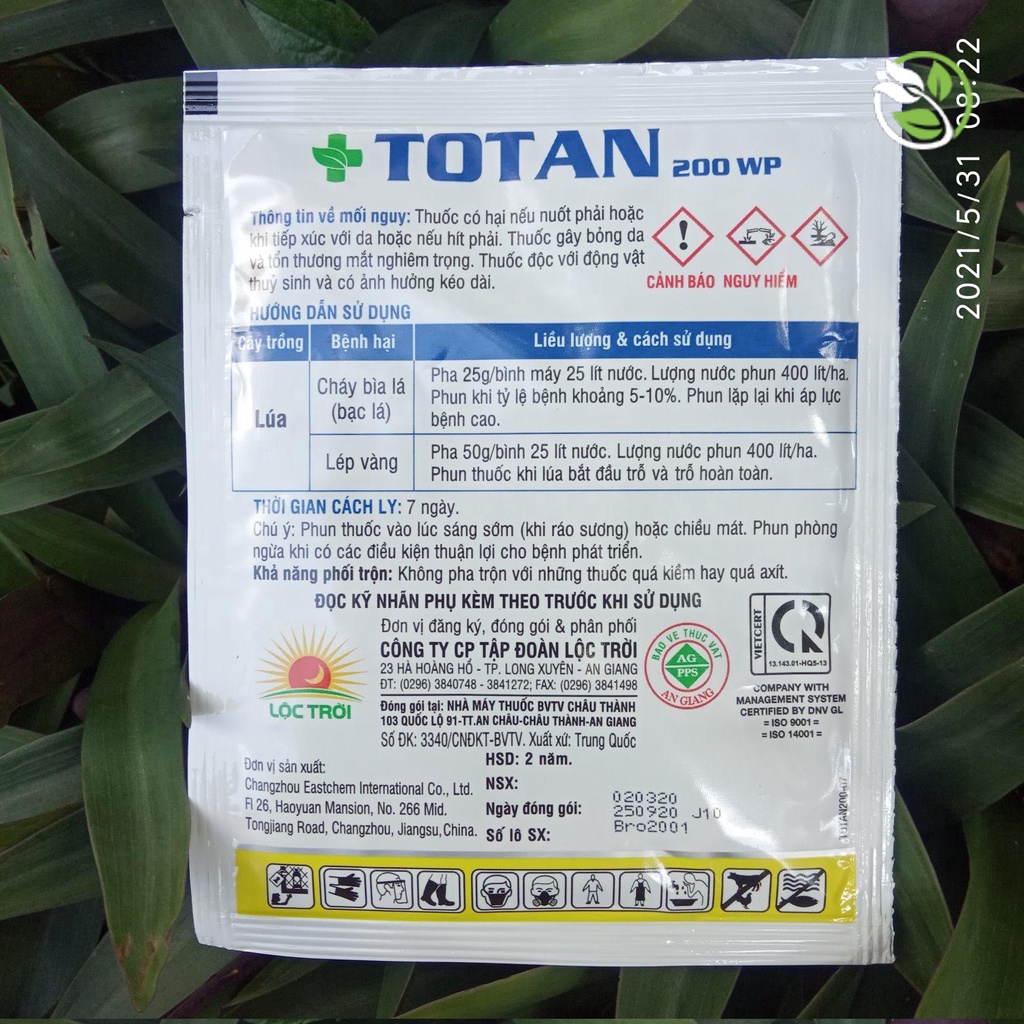 2021/5/31 08:22
TOTAN 200 WP
Thông tin về mối nguy: Thuốc có hại nếu nuốt phải hoặc
khi tiếp xúc với da hoặc nếu hít phải. Thuốc gây bỏng da
và tổn thương mắt nghiêm trọng. Thuốc độc với động vật
thuỷ sinh và có ảnh hưởng kéo dài.
CẢNH BÁO NGUY HIỂM
HƯỚNG DẪN SỬ DỤNG
Cây trồng Bệnh hại Liều lượng & cách sử dụng
Lúa
Cháy bìa lá
(bạc lá)
Pha 25g/bình máy 25 lít nước. Lượng nước phun 400 lít/ha.
Phun khi tỷ lệ bệnh khoảng 5-10%. Phun lặp lại khi áp lực
bệnh cao.
Lép vàng
Pha 50g/bình 25 lít nước. Lượng nước phun 400 lít/ha.
Phun thuốc khi lúa bắt đầu trỗ và trỗ hoàn toàn.
THỜI GIAN CÁCH LY: 7 ngày.
Chú ý: Phun thuốc vào lúc sáng sớm (khi ráo sương) hoặc chiều mát. Phun phòng
ngừa khi có các điều kiện thuận lợi cho bệnh phát triển.
Khả năng phối trộn: Không pha trộn với những thuốc quá kiềm hay quá axít.
ĐỌC KỸ NHÃN PHỤ KÈM THEO TRƯỚC KHI SỬ DỤNG
LỘC TRỜI
Đơn vị đăng ký, đóng gói & phân phối
CÔNG TY CP TẬP ĐOÀN LỘC TRỜI
23 HÀ HOÀNG HỔ - TP. LONG XUYÊN - AN GIANG
ĐT: (0296) 3840748 - 3841272; FAX: (0296) 3841498
Đóng gói tại: NHÀ MÁY THUỐC BVTV CHÂU THÀNH
103 QUỐC LỘ 91-TT.AN CHÂU-CHÂU THÀNH-AN GIANG
Số ĐK: 3340/CNĐKT-BVTV. Xuất xứ: Trung Quốc
BAO VE THUC VAT
AG
PPS
AN GIANG
VIETCERT
13.143.01-HQ5-13
COMPANY WITH
MANAGEMENT SYSTEM
CERTIFIED BY DNV GL
= ISO 9001 =
= ISO 14001 =
Đơn vị sản xuất:
Changzhou Eastchem International Co., Ltd.
Fl 26, Haoyuan Mansion, No. 266 Mid.
Tongjiang Road, Changzhou, Jiangsu,China.
HSD: 2 năm.
NSX: 020320
Ngày đóng gói: 250920 J10
Số lô SX: Bro2001
TOTAN200-07